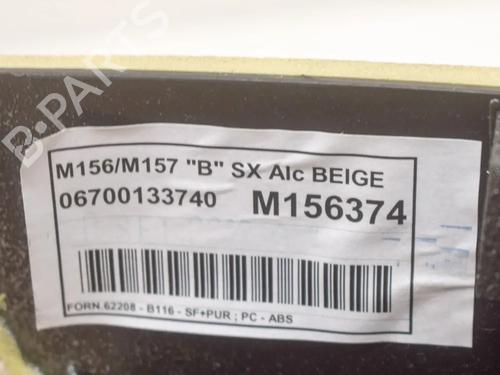 B-PARTS
M156/M157 "B" SX Alc BEIGE
06700133740 M156374
FORN.62208 - B116 - SF+PUR ; PC - ABS